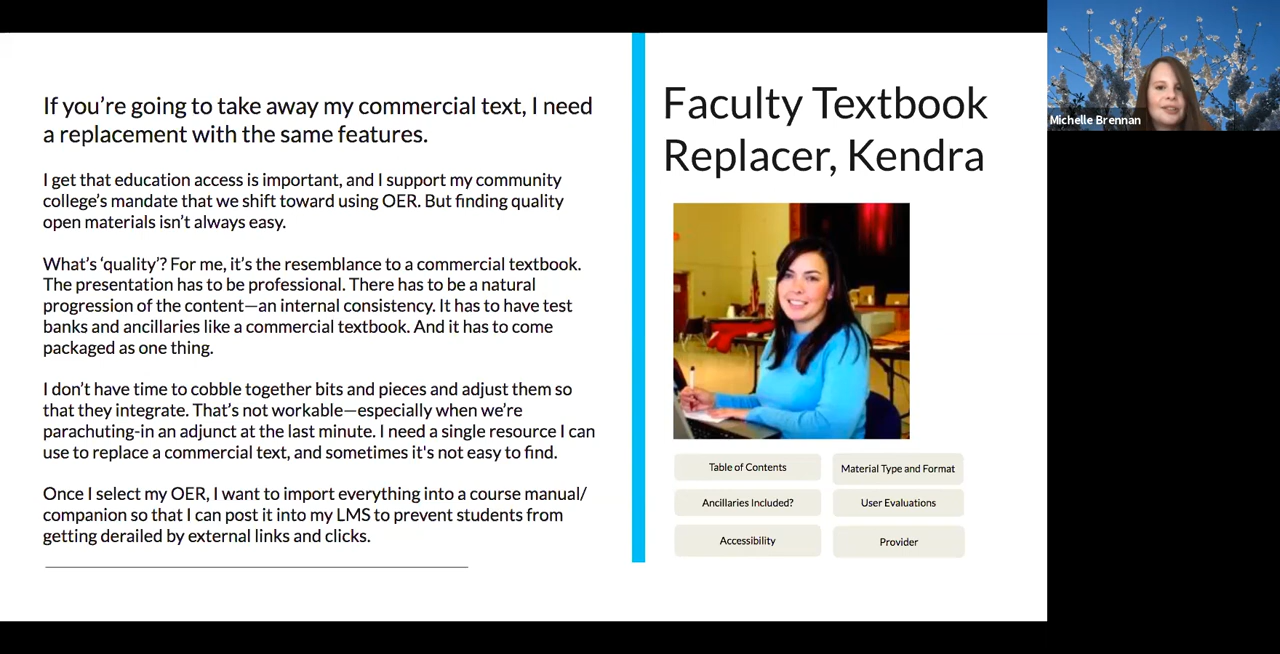 If you're going to take away my commercial text, I need
a replacement with the same features.
I get that education access is important, and I support my community
college's mandate that we shift toward using OER. But finding quality
open materials isn't always easy.
What's ‘quality’? For me, it's the resemblance to a commercial textbook.
The presentation has to be professional. There has to be a natural
progression of the content—an internal consistency. It has to have test
banks and ancillaries like a commercial textbook. And it has to come
packaged as one thing.
I don't have time to cobble together bits and pieces and adjust them so
that they integrate. That's not workable—especially when we're
parachuting-in an adjunct at the last minute. I need a single resource I can
use to replace a commercial text, and sometimes it's not easy to find.
Once I select my OER, I want to import everything into a course manual/
companion so that I can post it into my LMS to prevent students from
getting derailed by external links and clicks.
Faculty Textbook
Replacer, Kendra
Table of Contents
Material Type and Format
Ancillaries Included?
User Evaluations
Accessibility
Provider
Michelle Brennan